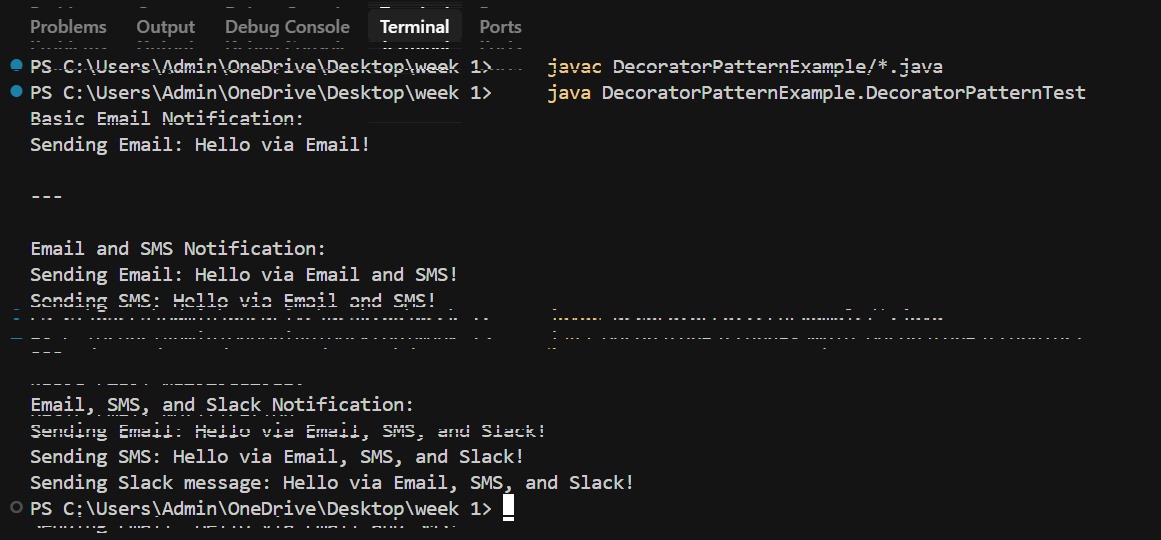 Problems Output Debug Console Terminal Ports
PS C:\Users\Admin\OneDrive\Desktop\week 1> javac DecoratorPatternExample/*.java
PS C:\Users\Admin\OneDrive\Desktop\week 1> java DecoratorPatternExample.DecoratorPatternTest
Basic Email Notification:
Sending Email: Hello via Email!
---
Email and SMS Notification:
Sending Email: Hello via Email and SMS!
Sending SMS: Hello via Email and SMS!
---
Email, SMS, and Slack Notification:
Sending Email: Hello via Email, SMS, and Slack!
Sending SMS: Hello via Email, SMS, and Slack!
Sending Slack message: Hello via Email, SMS, and Slack!
PS C:\Users\Admin\OneDrive\Desktop\week 1>